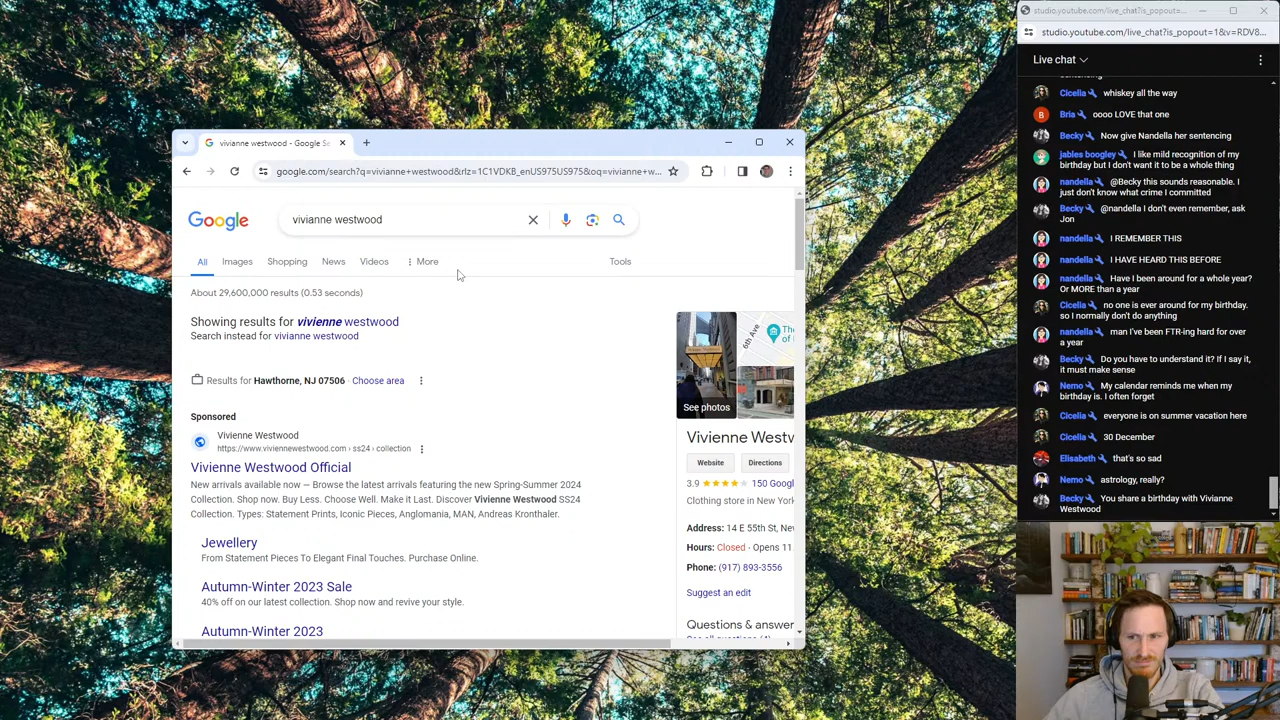 vivianne westwood - Google Se
google.com/search?q=vivianne+westwood&rlz=1C1VDKB_enUS975US975&oq=vivianne+w...
Google
vivianne westwood
All Images Shopping News Videos More Tools
About 29,600,000 results (0.53 seconds)
Showing results for vivienne westwood
Search instead for vivianne westwood
Results for Hawthorne, NJ 07506 · Choose area
Sponsored
Vivienne Westwood
https://www.viviennewestwood.com › ss24 › collection
Vivienne Westwood Official
New arrivals available now — Browse the latest arrivals featuring the new Spring-Summer 2024
Collection. Shop now. Buy Less. Choose Well. Make it Last. Discover Vivienne Westwood SS24
Collection. Types: Statement Prints, Iconic Pieces, Anglomania, MAN, Andreas Kronthaler.
Jewellery
From Statement Pieces To Elegant Final Touches. Purchase Online.
Autumn-Winter 2023 Sale
40% off on our latest collection. Shop now and revive your style.
Autumn-Winter 2023
6th Ave
The
of
See photos
Vivienne Westw
Website Directions
3.9 150 Googl
Clothing store in New York
Address: 14 E 55th St, Nev
Hours: Closed · Opens 11
Phone: (917) 893-3556
Suggest an edit
Questions & answer
studio.youtube.com/live_chat?is_popout=...
studio.youtube.com/live_chat?is_popout=1&v=RDV8...
Live chat
Cicelia whiskey all the way
B Bria oooo LOVE that one
Becky Now give Nandella her sentencing
jables boogley I like mild recognition of my
birthday but I don't want it to be a whole thing
nandella @Becky this sounds reasonable. I
just don't know what crime I committed
Becky @nandella I don't even remember, ask
Jon
nandella I REMEMBER THIS
nandella I HAVE HEARD THIS BEFORE
nandella Have I been around for a whole year?
Or MORE than a year
Cicelia no one is ever around for my birthday.
so I normally don't do anything
nandella man I've been FTR-ing hard for over
a year
Becky Do you have to understand it? If I say it,
it must make sense
Nemo My calendar reminds me when my
birthday is. I often forget
Cicelia everyone is on summer vacation here
Cicelia 30 December
Elisabeth that's so sad
Nemo astrology, really?
Becky You share a birthday with Vivianne
Westwood